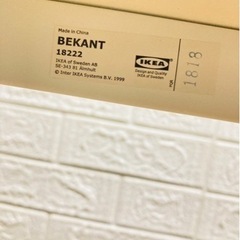 Made in China
BEKANT
18222
IKEA of Sweden AB
SE-343 81 Älmhult
© Inter IKEA Systems B.V. 1999
IKEA
Design and Quality
IKEA of Sweden
1818